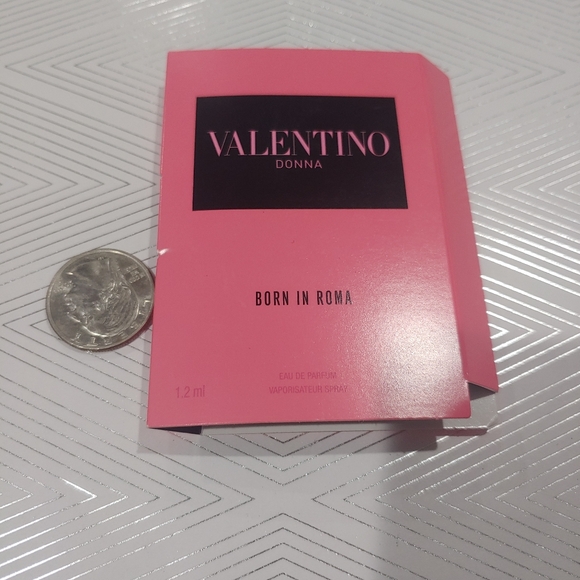 VALENTINO
DONNA
BORN IN ROMA
EAU DE PARFUM
1.2 ml
VAPORISATEUR SPRAY